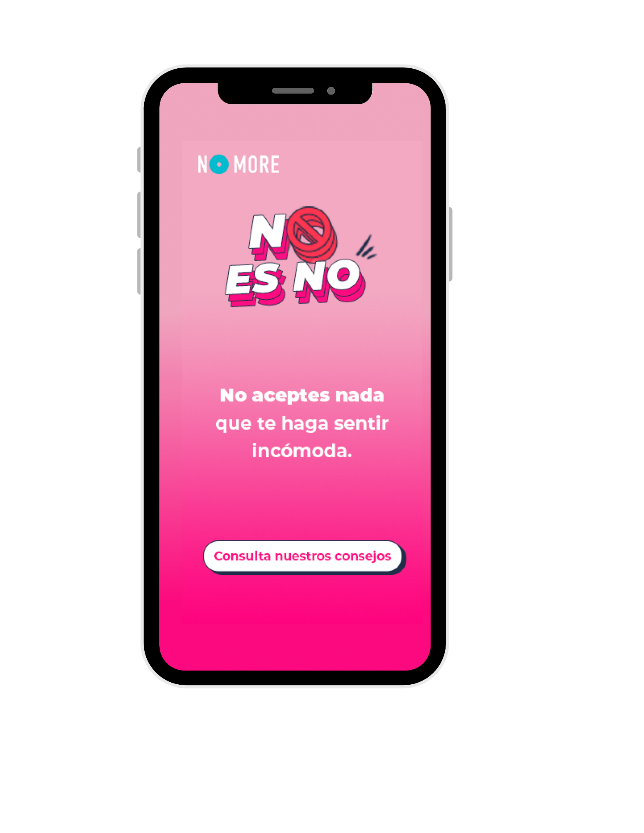 NO MORE
NO
ES NO
No aceptes nada
que te haga sentir
incómoda.
Consulta nuestros consejos